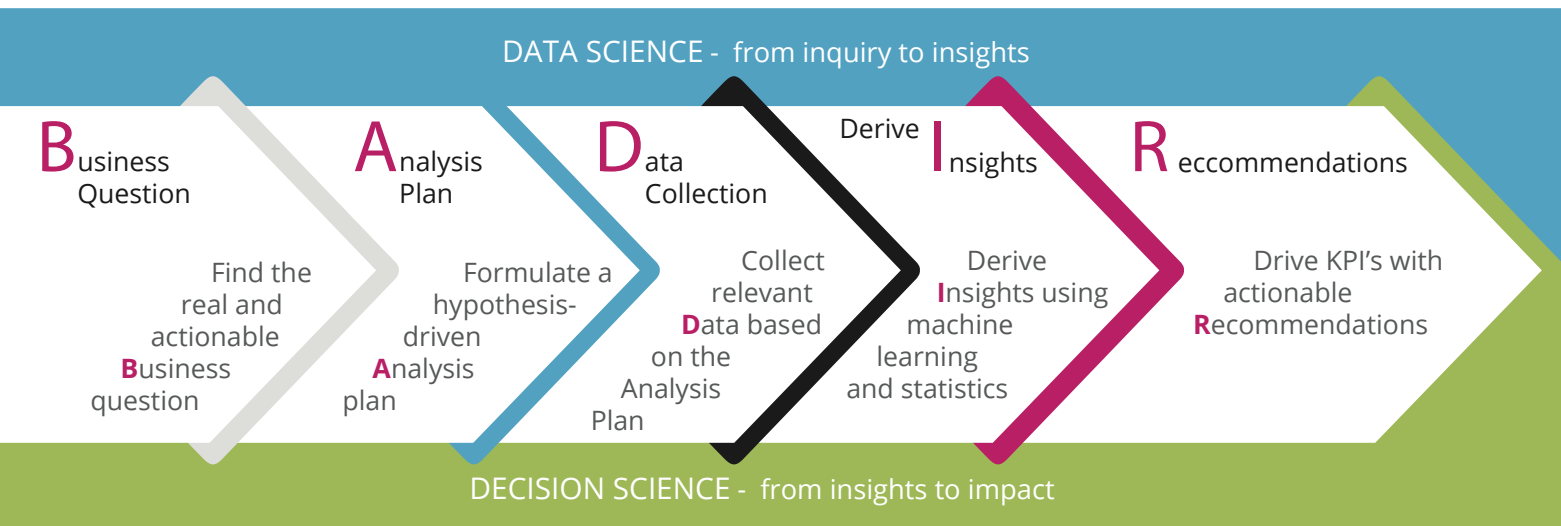 DATA SCIENCE - from inquiry to insights
Business
Question
Find the
real and
actionable
Business
question
Analysis
Plan
Formulate a
hypothesis-
driven
Analysis
plan
Data
Collection
Collect
relevant
Data based
on the
Analysis
Plan
Derive Insights
Derive
Insights using
machine
learning
and statistics
Reccommendations
Drive KPI's with
actionable
Recommendations
DECISION SCIENCE - from insights to impact